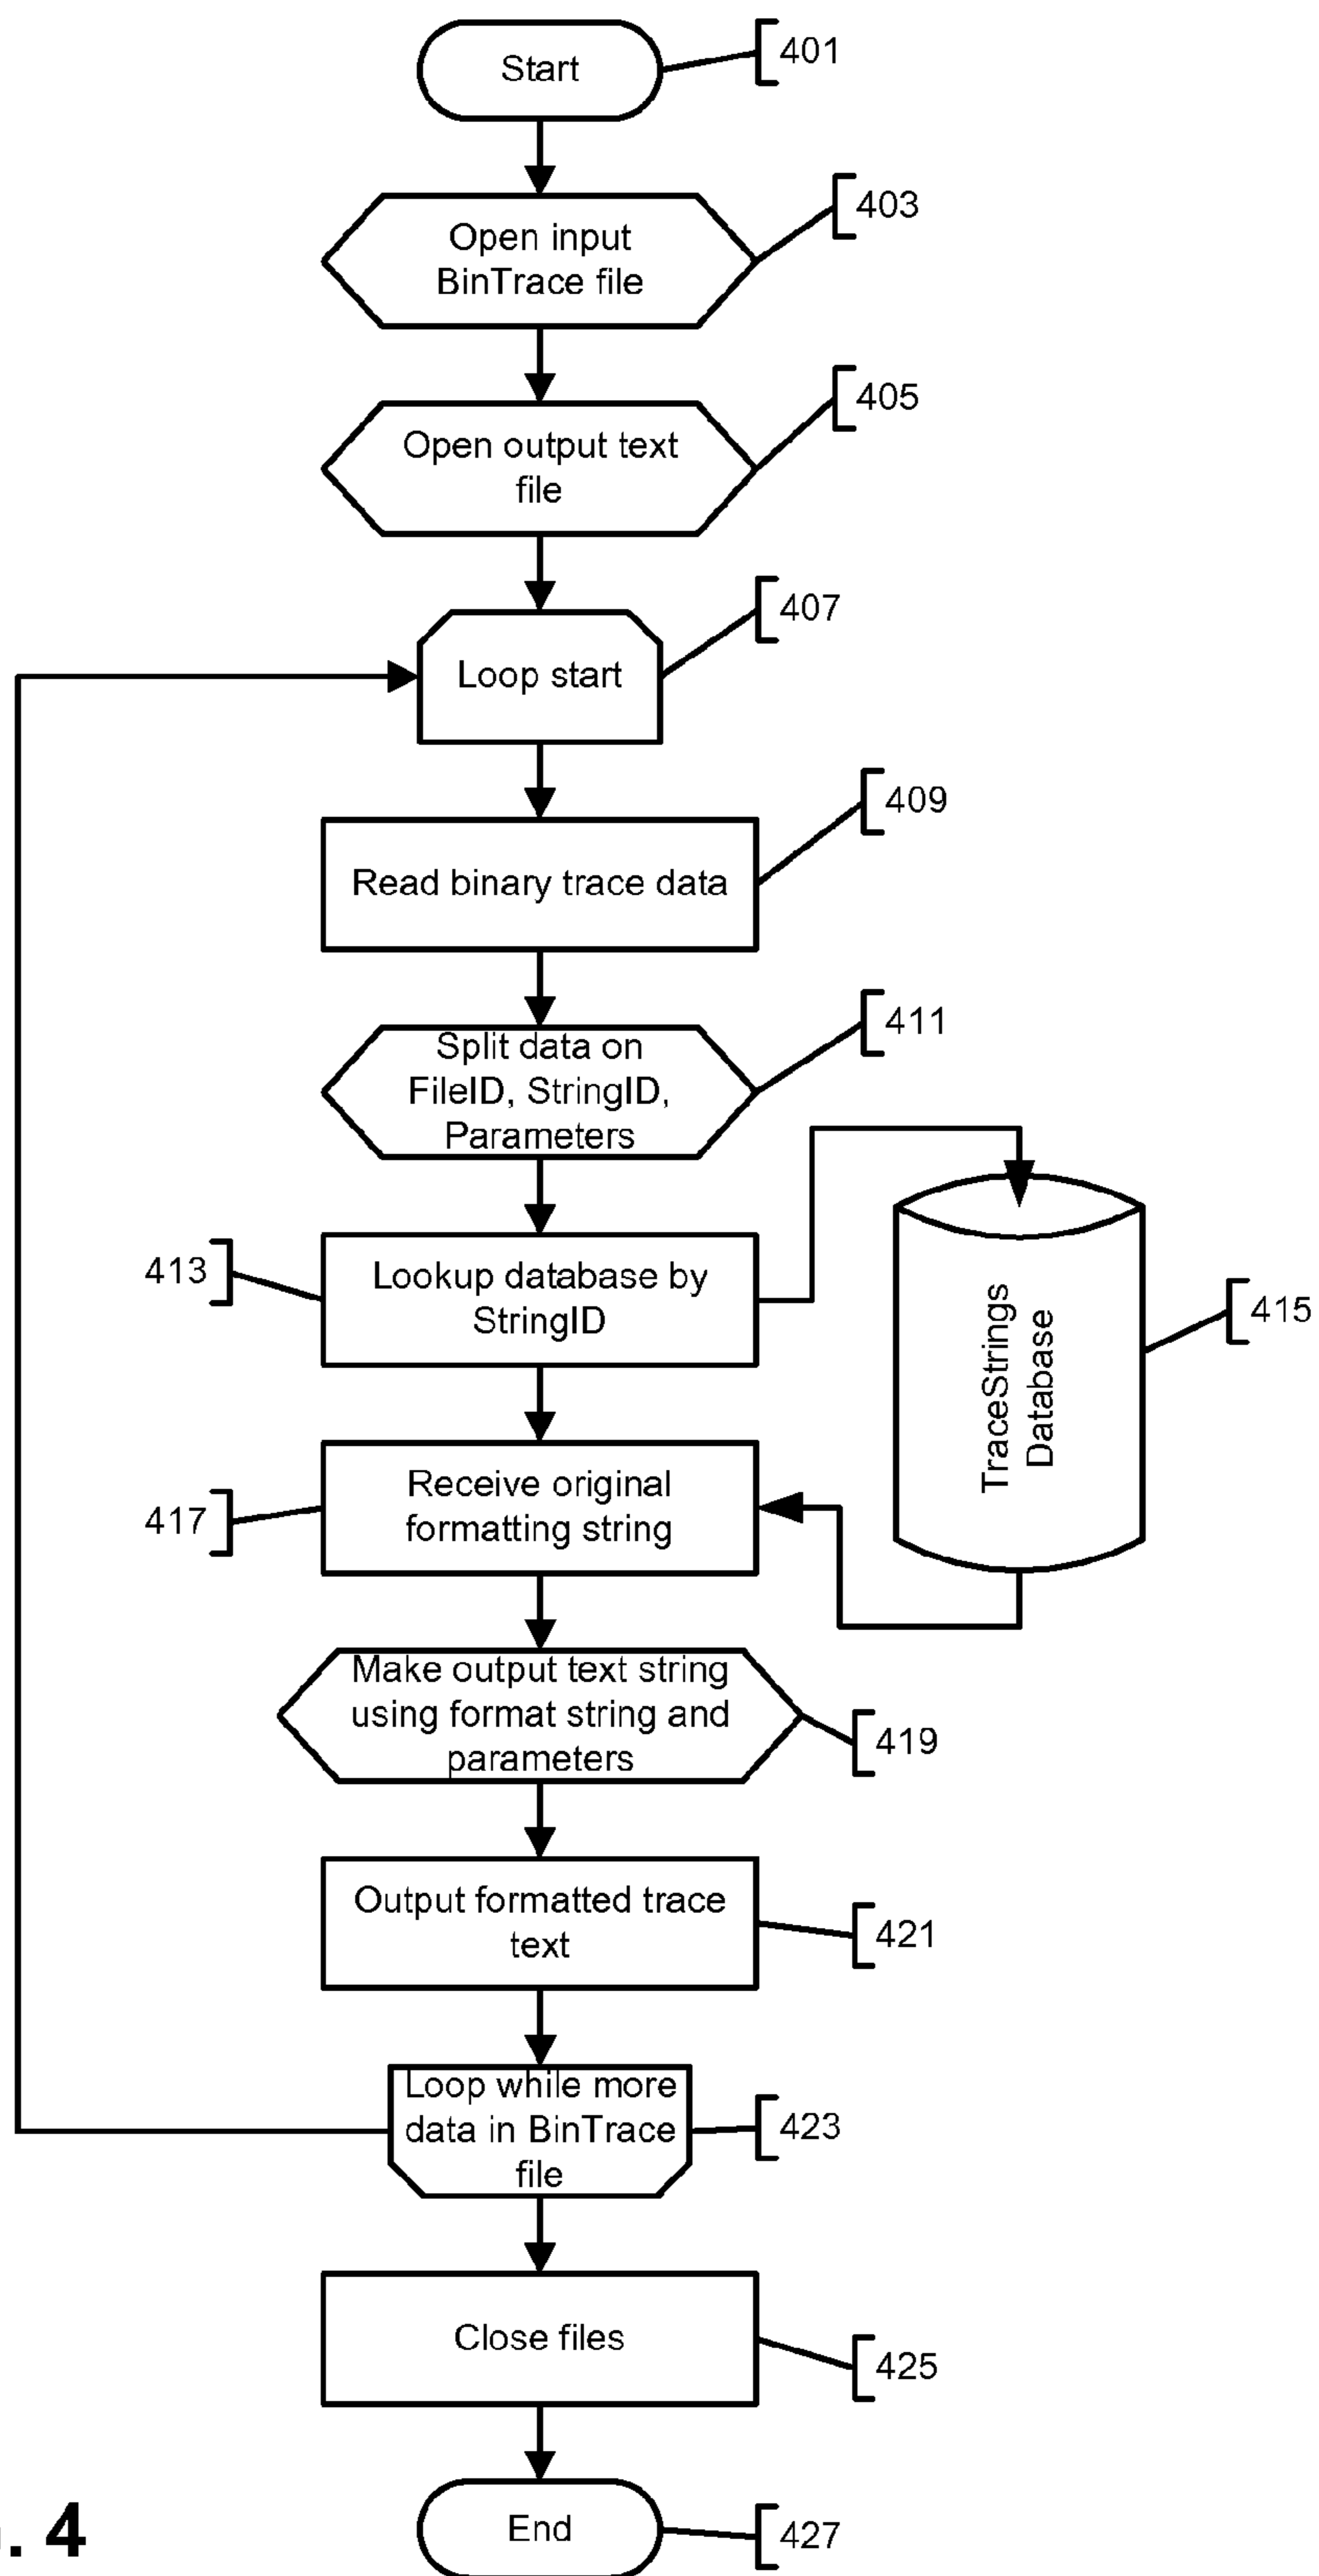 Start
401
Open input
BinTrace file
403
Open output text
file
405
Loop start
407
Read binary trace data
409
Split data on
FileID, StringID,
Parameters
411
Lookup database by
StringID
413
TraceStrings
Database
415
Receive original
formatting string
417
Make output text string
using format string and
parameters
419
Output formatted trace
text
421
Loop while more
data in BinTrace
file
423
Close files
425
End
427
. 4